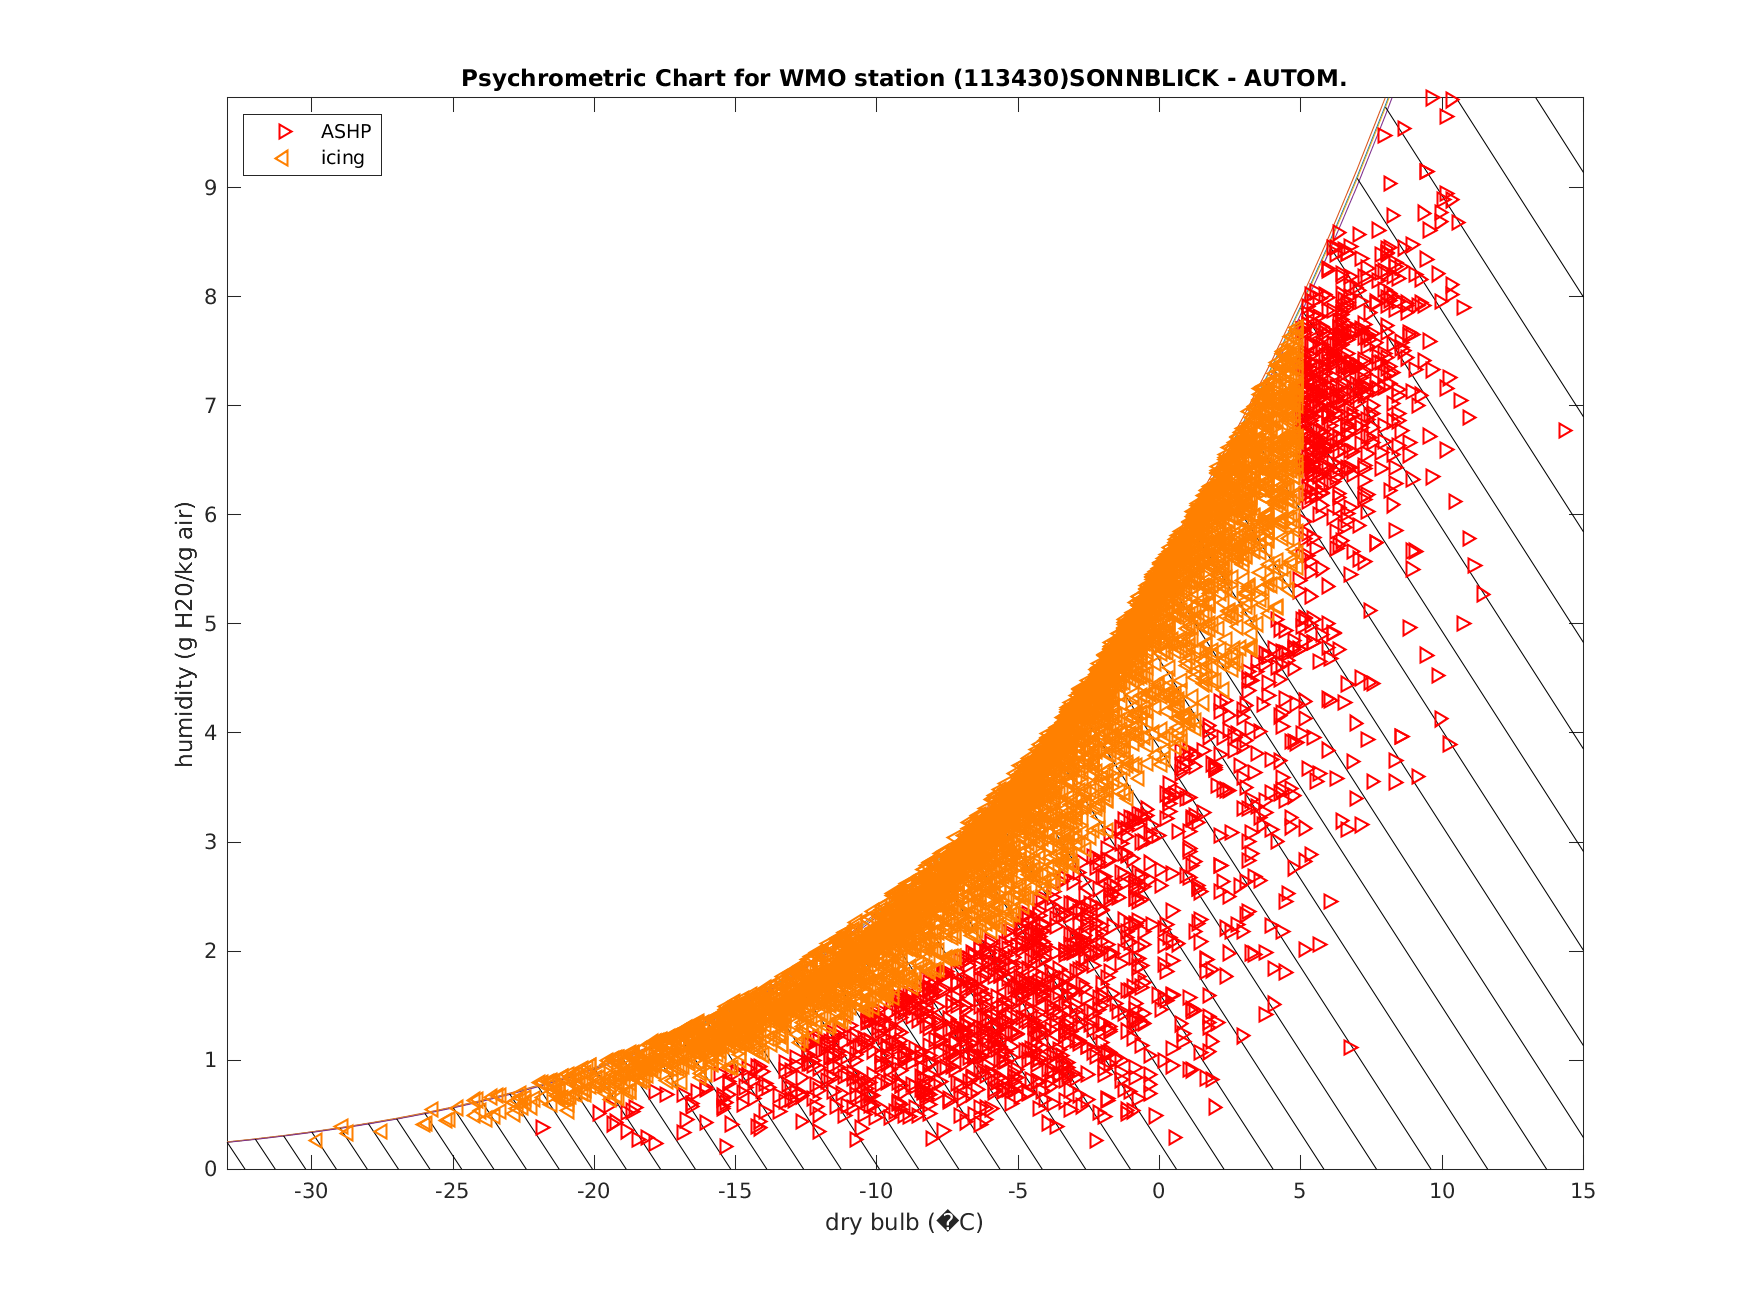 Psychrometric Chart for WMO station (113430)SONNBLICK - AUTOM.
ASHP
icing
9
8
7
6
5
4
3
2
1
0
humidity (g H20/kg air)
-30 -25 -20 -15 -10 -5 0 5 10 15
dry bulb (�C)